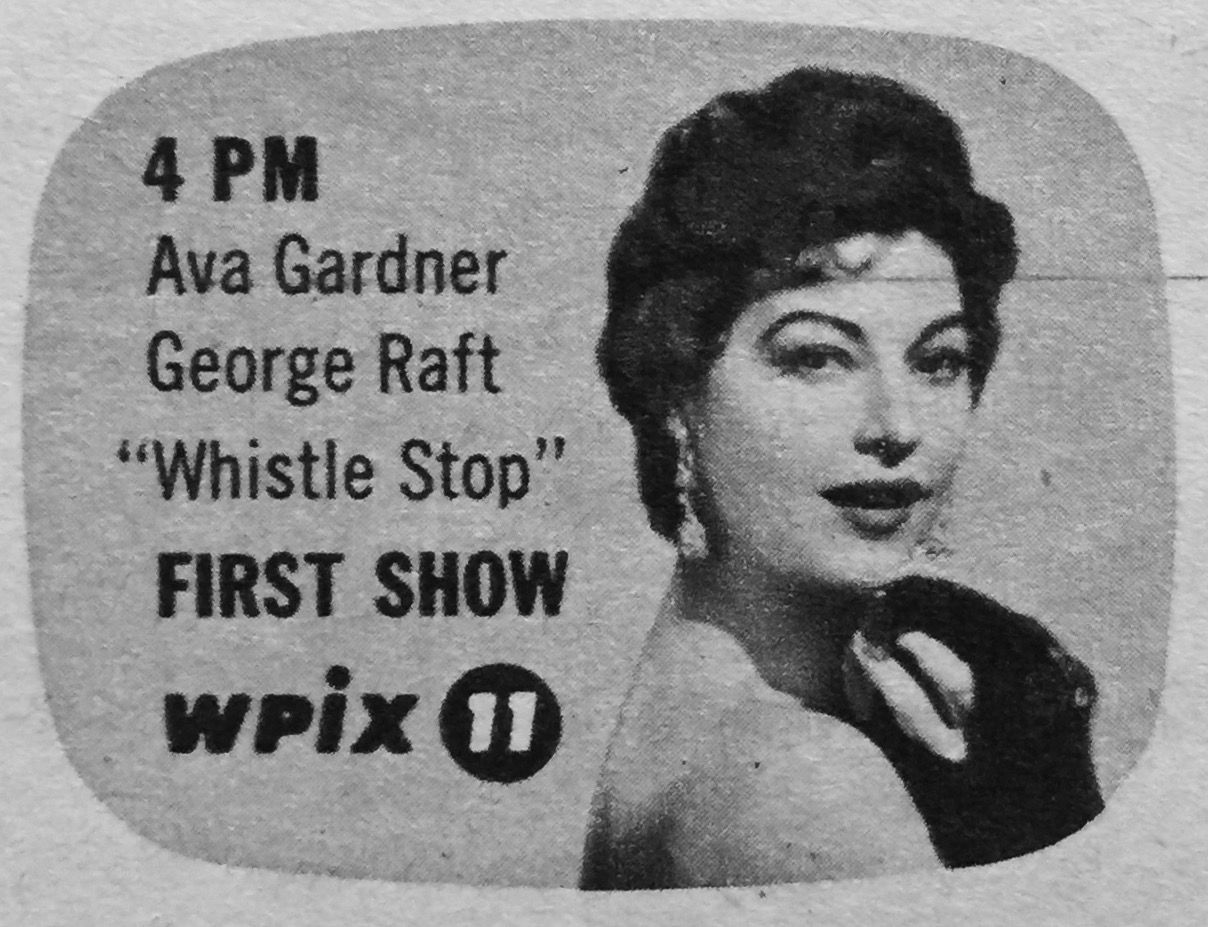 4 PM
Ava Gardner
George Raft
“Whistle Stop”
FIRST SHOW
WPiX 11